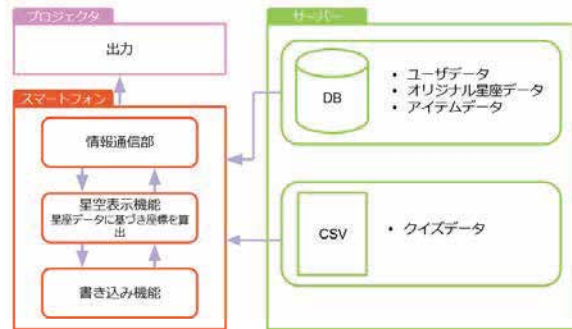 プロジェクタ
出力
スマートフォン
情報通信部
星空表示機能
星座データに基づき座標を算
出
書き込み機能
サーバー
DB
• ユーザデータ
• オリジナル星座データ
• アイテムデータ
CSV
• クイズデータ